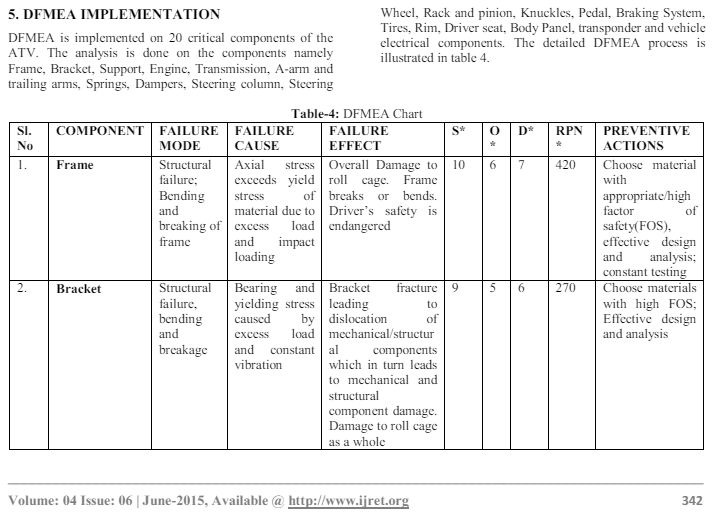 5. DFMEA IMPLEMENTATION
DFMEA is implemented on 20 critical components of the
ATV. The analysis is done on the components namely
Frame, Bracket, Support, Engine, Transmission, A-arm and
trailing arms, Springs, Dampers, Steering column, Steering
Wheel, Rack and pinion, Knuckles, Pedal, Braking System,
Tires, Rim, Driver seat, Body Panel, transponder and vehicle
electrical components. The detailed DFMEA process is
illustrated in table 4.
Table-4: DFMEA Chart
Sl.
No
COMPONENT
FAILURE
MODE
FAILURE
CAUSE
FAILURE
EFFECT
S*
O
*
D*
RPN
*
PREVENTIVE
ACTIONS
1.
Frame
Structural
failure;
Bending
and
breaking of
frame
Axial stress
exceeds yield
stress of
material due to
excess load
and impact
loading
Overall Damage to
roll cage. Frame
breaks or bends.
Driver's safety is
endangered
10
6
7
420
Choose material
with
appropriate/high
factor of
safety(FOS),
effective design
and analysis;
constant testing
2.
Bracket
Structural
failure,
bending
and
breakage
Bearing and
yielding stress
caused by
excess load
and constant
vibration
Bracket fracture
leading to
dislocation of
mechanical/structur
al components
which in turn leads
to mechanical and
structural
component damage.
Damage to roll cage
as a whole
9
5
6
270
Choose materials
with high FOS;
Effective design
and analysis
Volume: 04 Issue: 06 | June-2015, Available @ http://www.ijret.org 342